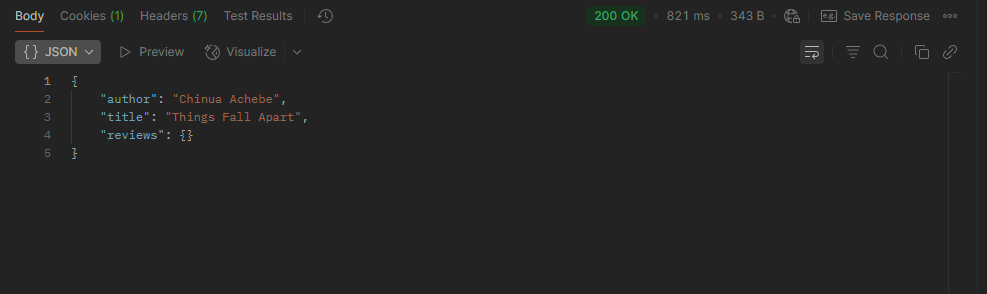 Body Cookies (1) Headers (7) Test Results 200 OK • 821 ms • 343 B e.g. Save Response
{ } JSON Preview Visualize
1 {
2 "author": "Chinua Achebe",
3 "title": "Things Fall Apart",
4 "reviews": {}
5 }